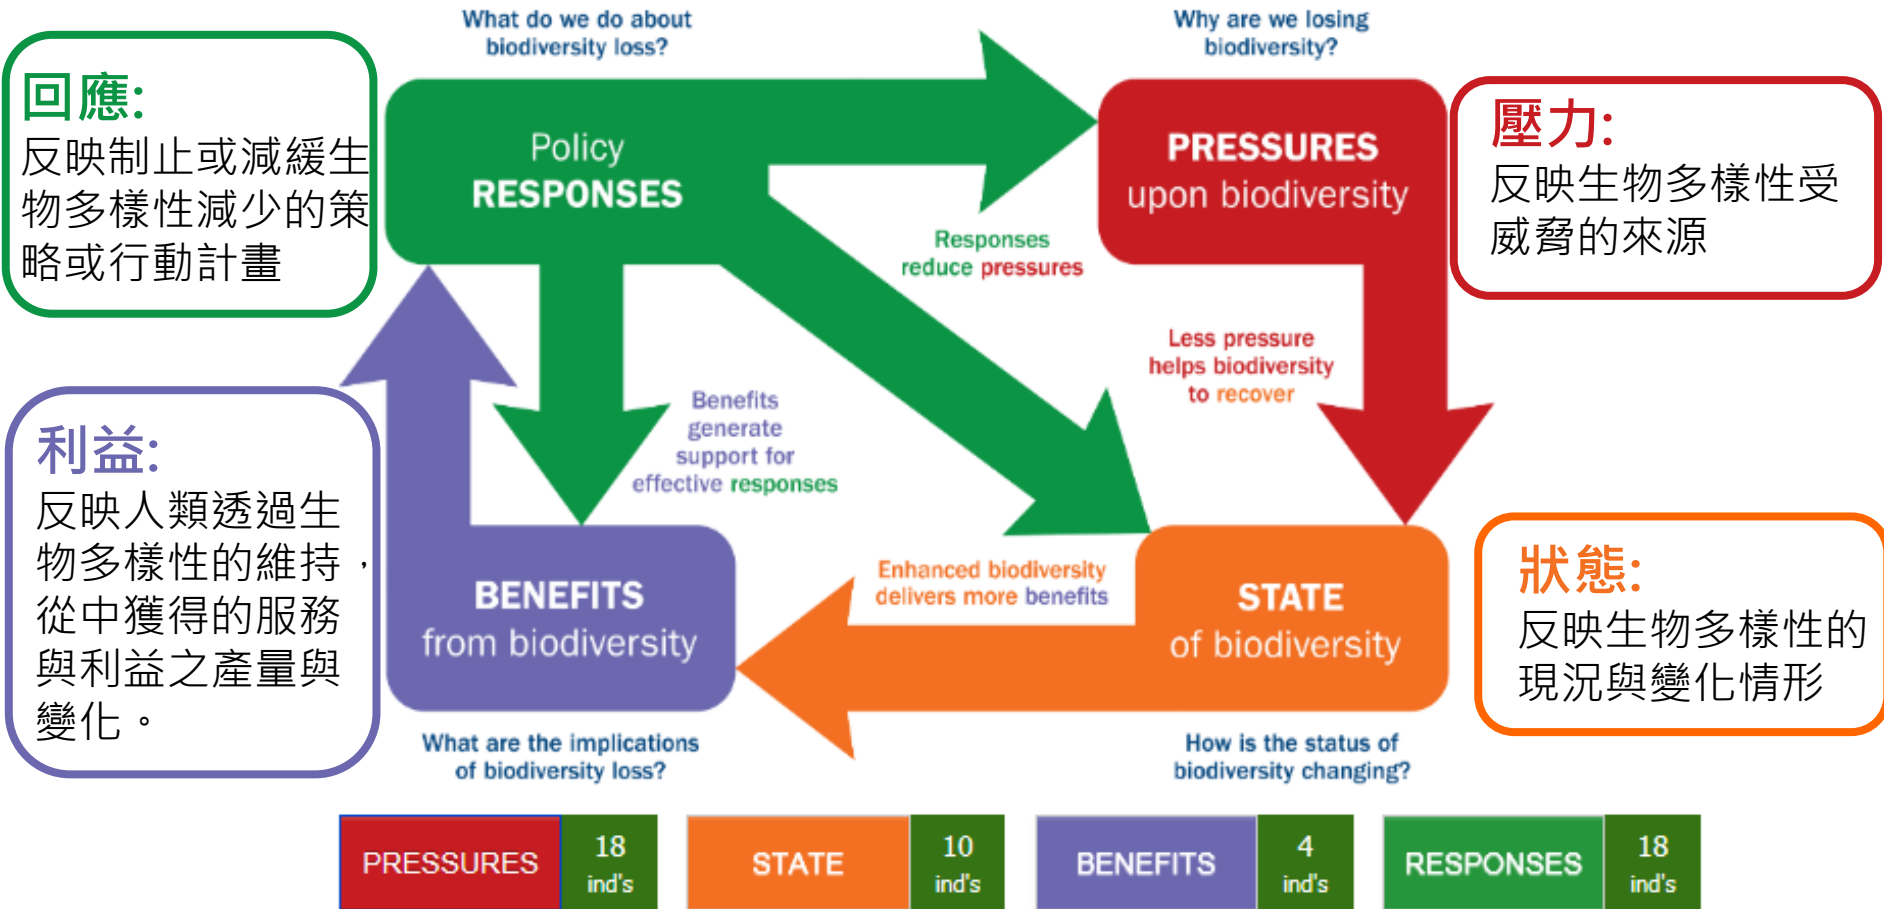 What do we do about
biodiversity loss?
Why are we losing
biodiversity?
回應:
反映制止或減緩生
物多樣性減少的策
略或行動計畫
Policy
RESPONSES
PRESSURES
upon biodiversity
壓力:
反映生物多樣性受
威脅的來源
Responses
reduce pressures
Less pressure
helps biodiversity
to recover
Benefits
generate
support for
effective responses
利益:
反映人類透過生
物多樣性的維持，
從中獲得的服務
與利益之產量與
變化。
BENEFITS
from biodiversity
Enhanced biodiversity
delivers more benefits
STATE
of biodiversity
狀態:
反映生物多樣性的
現況與變化情形
What are the implications
of biodiversity loss?
How is the status of
biodiversity changing?
PRESSURES
18
ind's
STATE
10
ind's
BENEFITS
4
ind's
RESPONSES
18
ind's